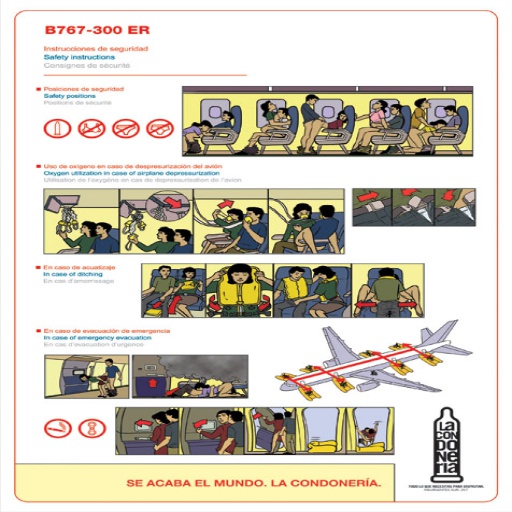 B767-300 ER
Instrucciones de seguridad
Safety instructions
Consignes de sécurité
Posiciones de seguridad
Safety positions
Positions de sécurité
Uso de oxígeno en caso de despresurización del avión
Oxygen utilization in case of airplane depressurization
Utilisation de l'oxygène en cas de depressurisation de l'avion
En caso de acuatizaje
In case of ditching
En cas d'amerrissage
En caso de evacuación de emergencia
In case of emergency evacuation
En cas d'évacuation d'urgence
LA
CON
DO
NE
RÍA
SE ACABA EL MUNDO. LA CONDONERÍA.